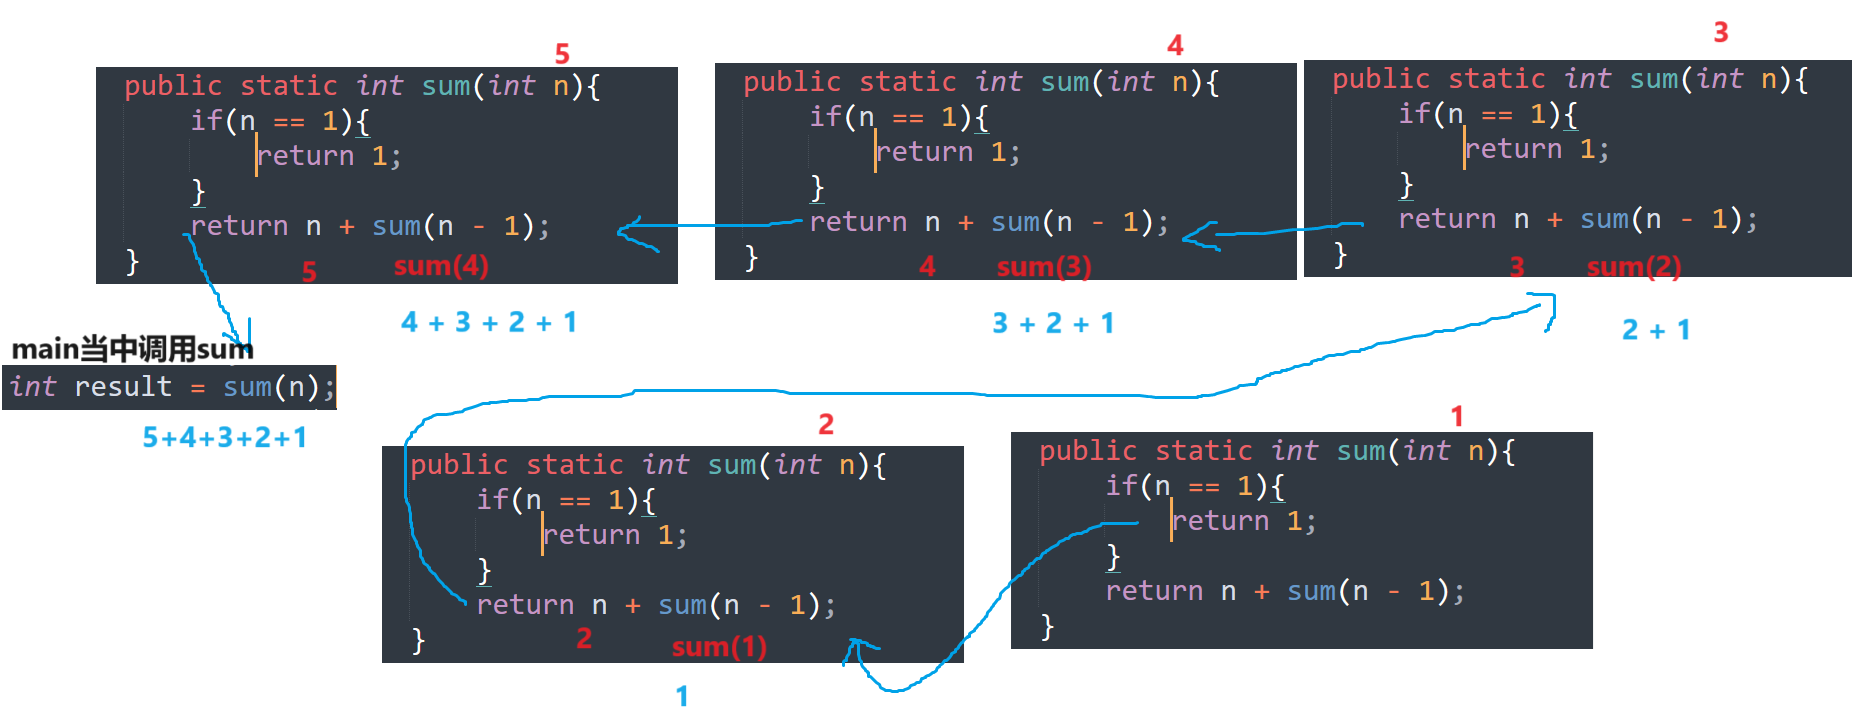 5
public static int sum(int n){
if(n == 1){
return 1;
}
return n + sum(n - 1);
}
5 sum(4)
4 + 3 + 2 + 1
4
public static int sum(int n){
if(n == 1){
return 1;
}
return n + sum(n - 1);
}
4 sum(3)
3 + 2 + 1
3
public static int sum(int n){
if(n == 1){
return 1;
}
return n + sum(n - 1);
}
3 sum(2)
2 + 1
main当中调用sum
int result = sum(n);
5+4+3+2+1
2
public static int sum(int n){
if(n == 1){
return 1;
}
return n + sum(n - 1);
}
2 sum(1)
1
1
public static int sum(int n){
if(n == 1){
return 1;
}
return n + sum(n - 1);
}